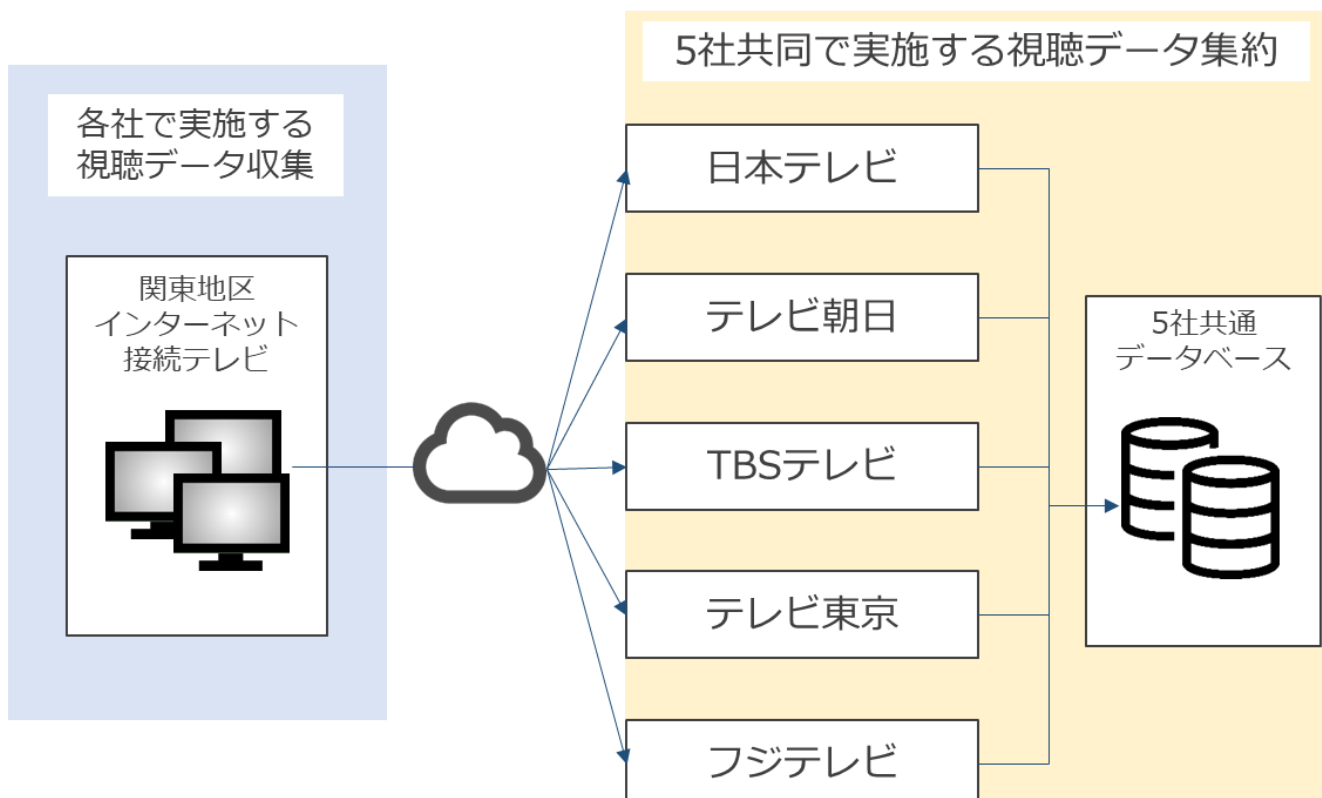 各社で実施する
視聴データ収集
関東地区
インターネット
接続テレビ
5社共同で実施する視聴データ集約
日本テレビ
テレビ朝日
TBSテレビ
テレビ東京
フジテレビ
5社共通
データベース